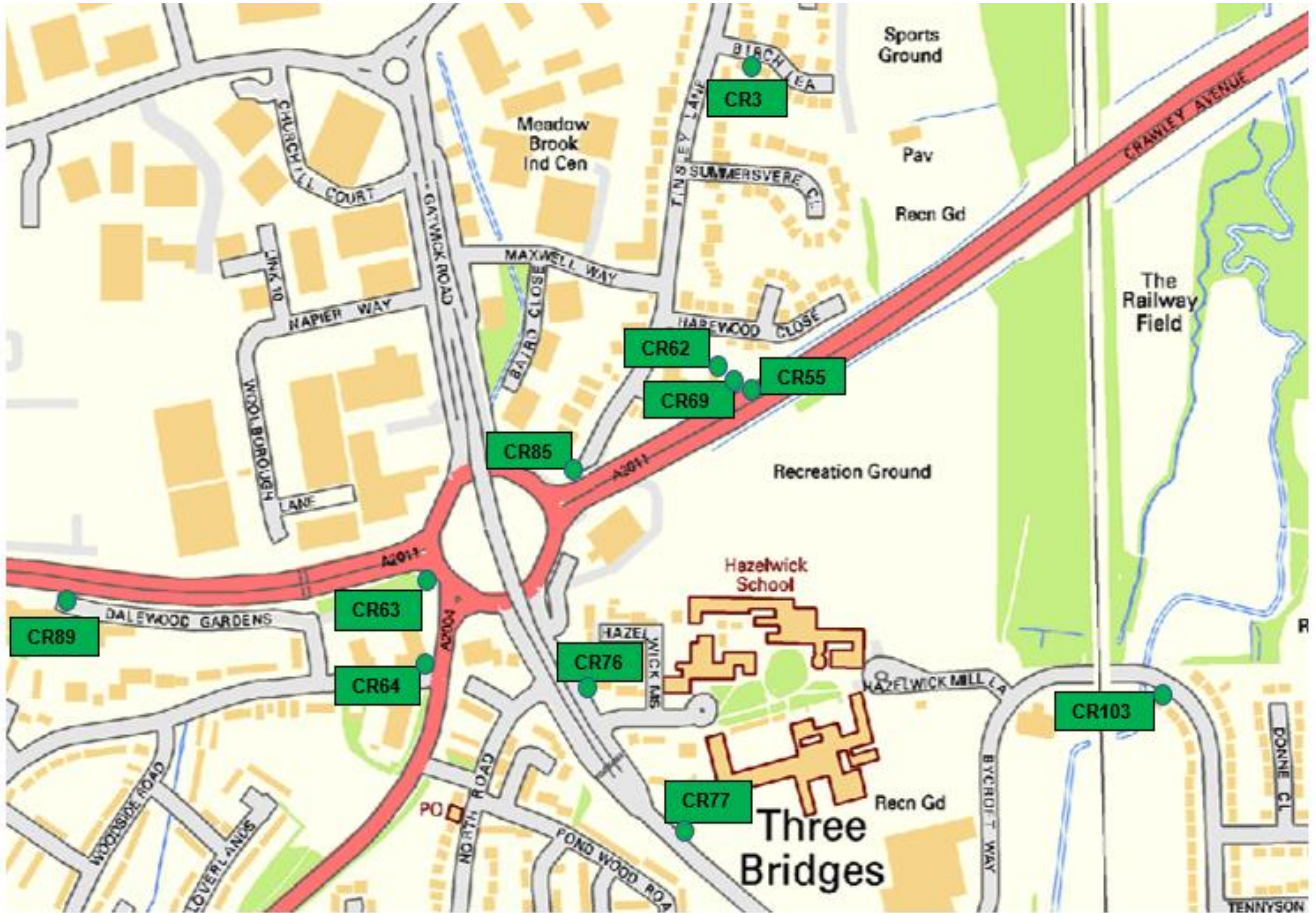 Sports
Ground
BIRCH LEA
CR3
CRAWLEY AVENUE
Meadow
Brook
Ind Cen
CHURCHILL COURT
TINSLEY LANE
Pav
SUMMERSVERE CL
Recn Gd
GATWICK ROAD
MAXWELL WAY
LINK 10
The
Railway
Field
NAPIER WAY
BAIRD CLOSE
HAREWOOD CLOSE
CR62
CR55
CR69
WOOLBOROUGH
LANE
CR85
A2011
Recreation Ground
A2011
Hazelwick
School
CR63
DALEWOOD GARDENS
CR89
A2004
HAZEL
WICK MS
CR76
CR64
HAZELWICK MILL LA
R
CR103
DONNE CL
BYCROFT WAY
WOODSIDE ROAD
PO
NORTH ROAD
CR77
Recn Gd
Three
Bridges
LOVERLANDS
POND WOOD ROA
TENNYSON